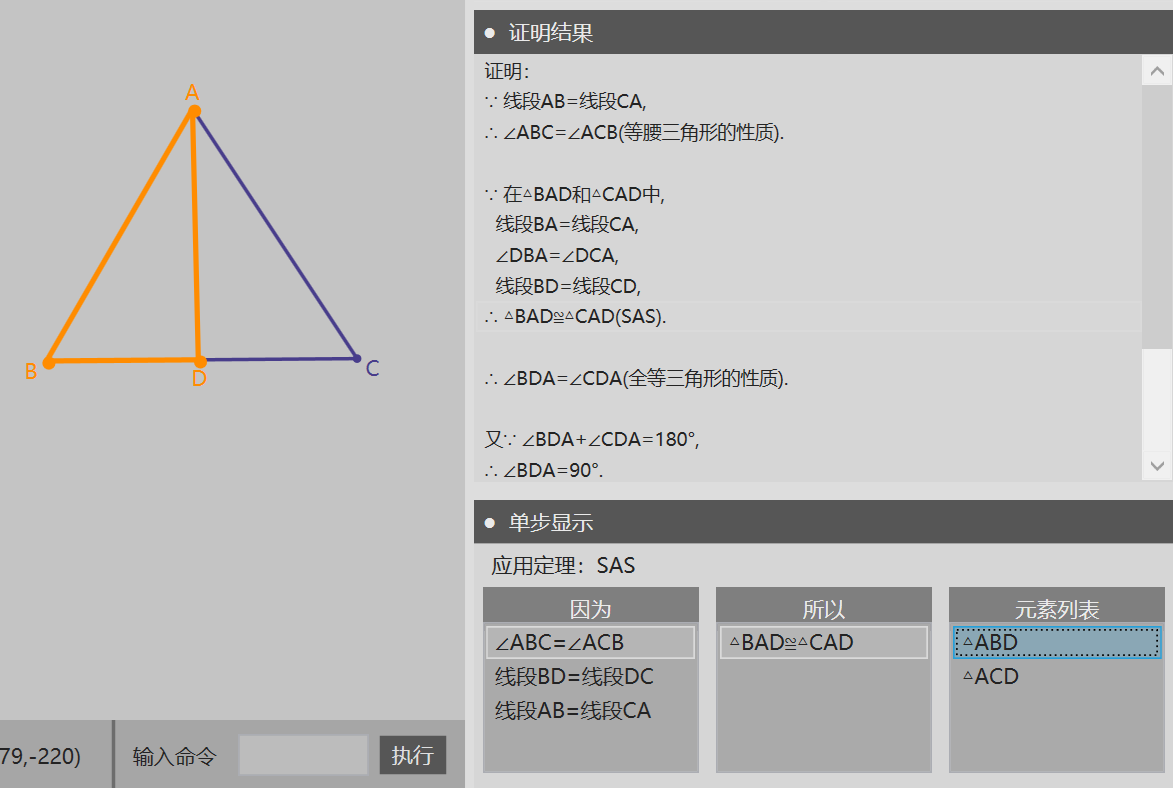 A
B
D
C
79,-220)
输入命令
执行
● 证明结果
证明：
∵ 线段AB=线段CA,
∴ ∠ABC=∠ACB(等腰三角形的性质).
∵ 在△BAD和△CAD中,
线段BA=线段CA,
∠DBA=∠DCA,
线段BD=线段CD,
∴ △BAD≌△CAD(SAS).
∴ ∠BDA=∠CDA(全等三角形的性质).
又∵ ∠BDA+∠CDA=180°,
∴ ∠BDA=90°.
● 单步显示
应用定理：SAS
因为
∠ABC=∠ACB
线段BD=线段DC
线段AB=线段CA
所以
△BAD≌△CAD
元素列表
△ABD
△ACD